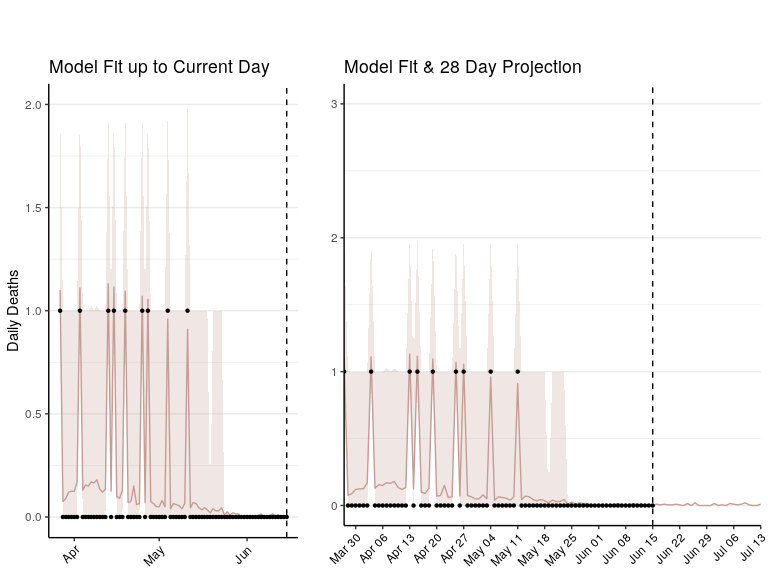 Model Fit up to Current Day
Model Fit & 28 Day Projection
Daily Deaths
2.0
1.5
1.0
0.5
0.0
Apr
May
Jun
3
2
1
0
Mar 30
Apr 06
Apr 13
Apr 20
Apr 27
May 04
May 11
May 18
May 25
Jun 01
Jun 08
Jun 15
Jun 22
Jun 29
Jul 06
Jul 13